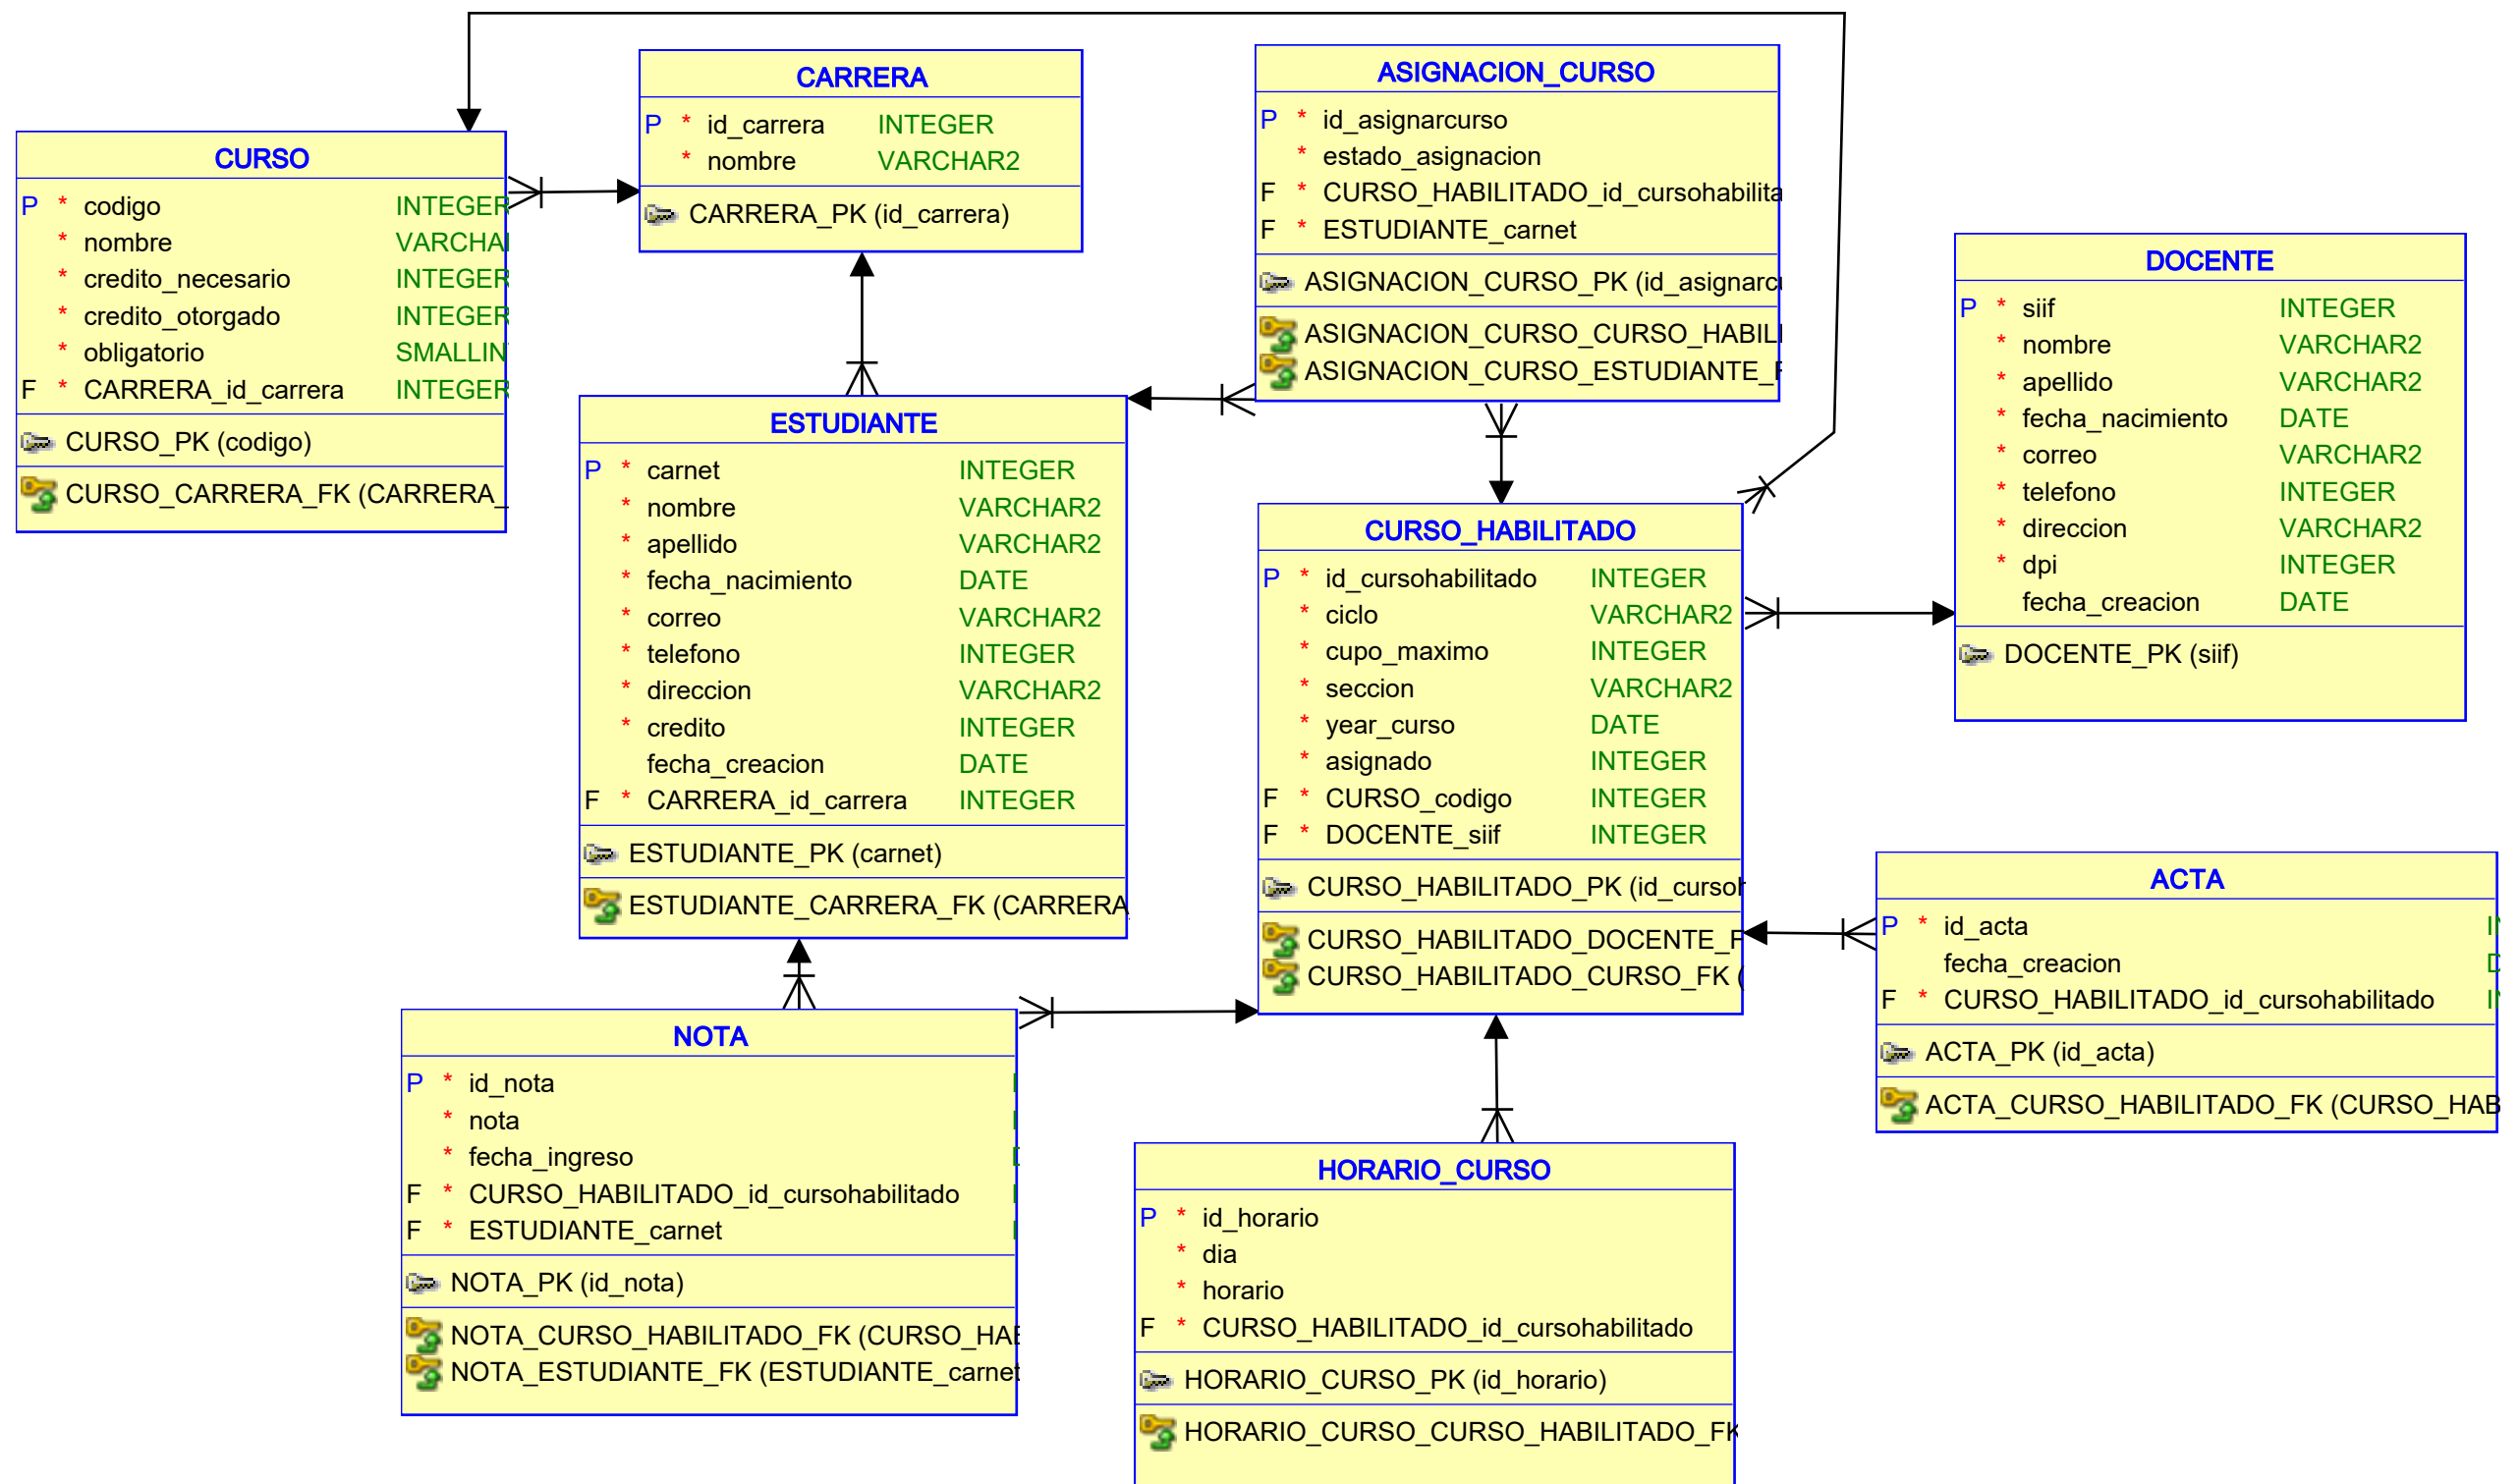 CURSO
P * codigo INTEGER
* nombre VARCHA
* credito_necesario INTEGER
* credito_otorgado INTEGER
* obligatorio SMALLIN
F * CARRERA_id_carrera INTEGER
CURSO_PK (codigo)
CURSO_CARRERA_FK (CARRERA_
CARRERA
P * id_carrera INTEGER
* nombre VARCHAR2
CARRERA_PK (id_carrera)
ASIGNACION_CURSO
P * id_asignarcurso
* estado_asignacion
F * CURSO_HABILITADO_id_cursohabilita
F * ESTUDIANTE_carnet
ASIGNACION_CURSO_PK (id_asignarcu
ASIGNACION_CURSO_CURSO_HABIL
ASIGNACION_CURSO_ESTUDIANTE_F
DOCENTE
P * siif INTEGER
* nombre VARCHAR2
* apellido VARCHAR2
* fecha_nacimiento DATE
* correo VARCHAR2
* telefono INTEGER
* direccion VARCHAR2
* dpi INTEGER
fecha_creacion DATE
DOCENTE_PK (siif)
ESTUDIANTE
P * carnet INTEGER
* nombre VARCHAR2
* apellido VARCHAR2
* fecha_nacimiento DATE
* correo VARCHAR2
* telefono INTEGER
* direccion VARCHAR2
* credito INTEGER
fecha_creacion DATE
F * CARRERA_id_carrera INTEGER
ESTUDIANTE_PK (carnet)
ESTUDIANTE_CARRERA_FK (CARRERA
CURSO_HABILITADO
P * id_cursohabilitado INTEGER
* ciclo VARCHAR2
* cupo_maximo INTEGER
* seccion VARCHAR2
* year_curso DATE
* asignado INTEGER
F * CURSO_codigo INTEGER
F * DOCENTE_siif INTEGER
CURSO_HABILITADO_PK (id_cursoh
CURSO_HABILITADO_DOCENTE_F
CURSO_HABILITADO_CURSO_FK (
ACTA
P * id_acta
fecha_creacion
F * CURSO_HABILITADO_id_cursohabilitado
ACTA_PK (id_acta)
ACTA_CURSO_HABILITADO_FK (CURSO_HAB
NOTA
P * id_nota
* nota
* fecha_ingreso
F * CURSO_HABILITADO_id_cursohabilitado
F * ESTUDIANTE_carnet
NOTA_PK (id_nota)
NOTA_CURSO_HABILITADO_FK (CURSO_HAB
NOTA_ESTUDIANTE_FK (ESTUDIANTE_carnet
HORARIO_CURSO
P * id_horario
* dia
* horario
F * CURSO_HABILITADO_id_cursohabilitado
HORARIO_CURSO_PK (id_horario)
HORARIO_CURSO_CURSO_HABILITADO_FK